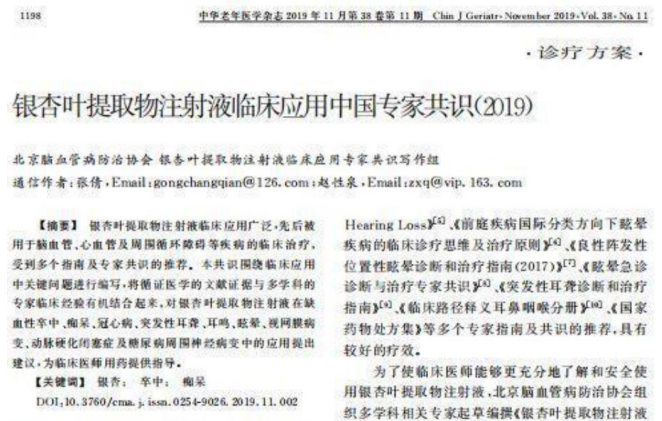 1198
中华老年医学杂志 2019 年 11 月第 38 卷第 11 期 Chin J Geriatr, November 2019, Vol. 38, No. 11
·诊疗方案·
银杏叶提取物注射液临床应用中国专家共识(2019)
北京脑血管病防治协会 银杏叶提取物注射液临床应用专家共识写作组
通信作者:张倩,Email:gongchangqian@126.com;赵性泉,Email:zxq@vip.163.com
【摘要】 银杏叶提取物注射液临床应用广泛,先后被
用于脑血管、心血管及周围循环障碍等疾病的临床治疗,
受到多个指南及专家共识的推荐。本共识围绕临床应用
中关键问题进行编写,将循证医学的文献证据与多学科的
专家临床经验有机结合起来,对银杏叶提取物注射液在缺
血性卒中、痴呆、冠心病、突发性耳聋、耳鸣、眩晕、视网膜病
变、动脉硬化闭塞症及糖尿病周围神经病变中的应用提出
建议,为临床医师用药提供指导。
【关键词】 银杏; 卒中; 痴呆
DOI:10.3760/cma.j.issn.0254-9026.2019.11.002
Hearing Loss》[5]、《前庭疾病国际分类方向下眩晕
疾病的临床诊疗思维及治疗原则》[6]、《良性阵发性
位置性眩晕诊断和治疗指南(2017)》[7]、《眩晕急诊
诊断与治疗专家共识》[8]、《突发性耳聋诊断和治疗
指南》[9]、《临床路径释义耳鼻咽喉分册》[10]、《国家
药物处方集》等多个专家指南及共识的推荐,具有
较好的疗效。
为了使临床医师能够更充分地了解和安全使
用银杏叶提取物注射液,北京脑血管病防治协会组
织多学科相关专家起草编撰《银杏叶提取物注射液